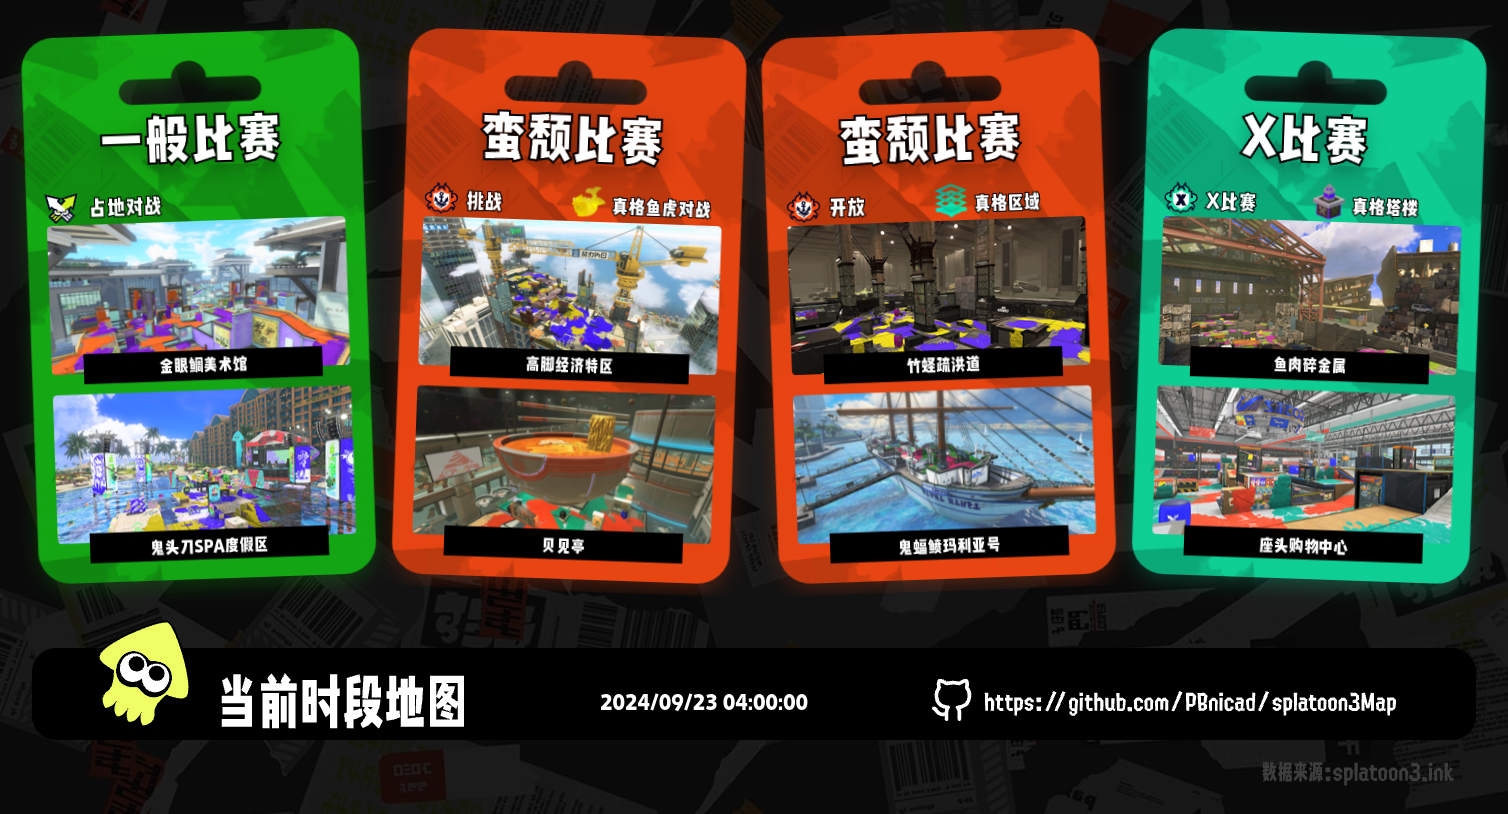 一般比赛
占地对战
金眼鲷美术馆
鬼头刀SPA度假区
蛮颓比赛
挑战
真格鱼虎对战
高脚经济特区
贝见亭
蛮颓比赛
开放
真格区域
竹蛏疏洪道
鬼蝠鲼玛利亚号
X比赛
X比赛
真格塔楼
鱼肉碎金属
座头购物中心
当前时段地图
2024/09/23 04:00:00
https://github.com/PBnicad/splatoon3Map
数据来源:splatoon3.ink